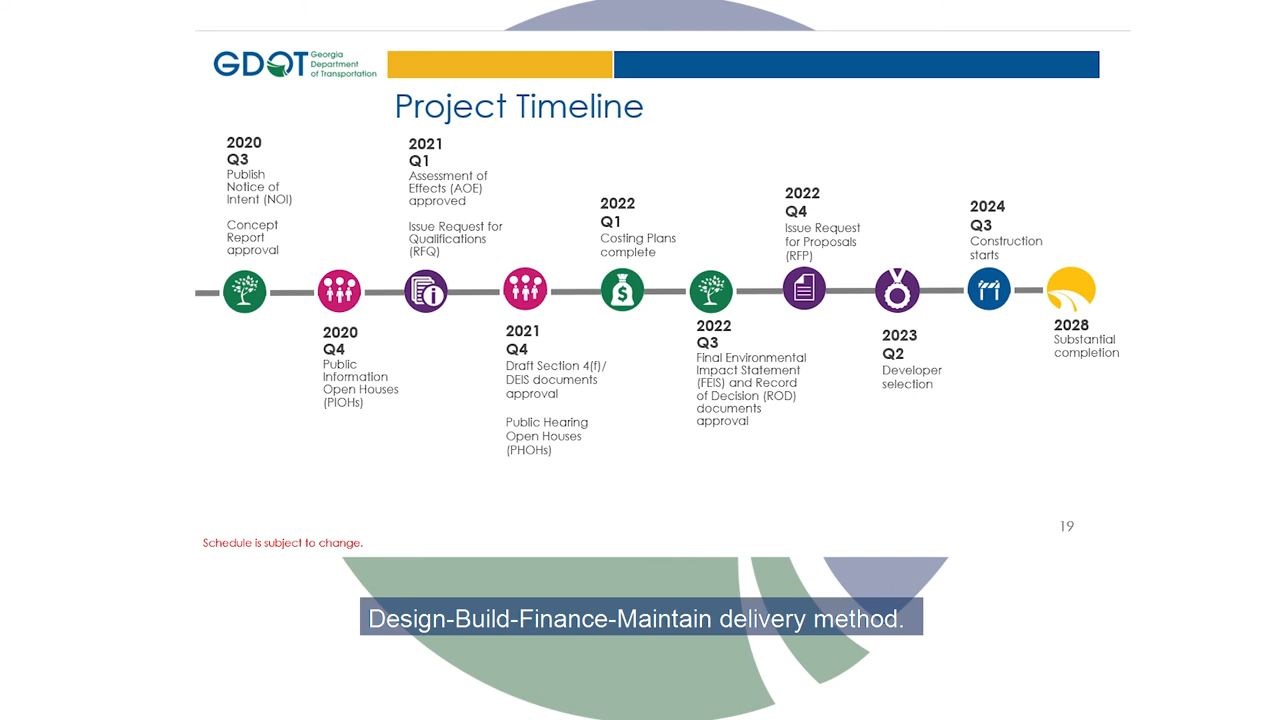 GDOT
Georgia
Department
of Transportation
Project Timeline
2020
Q3
Publish
Notice of
Intent (NOI)
Concept
Report
approval
2020
Q4
Public
Information
Open Houses
(PIOHs)
2021
Q1
Assessment of
Effects (AOE)
approved
Issue Request for
Qualifications
(RFQ)
2021
Q4
Draft Section 4(f)/
DEIS documents
approval
Public Hearing
Open Houses
(PHOHs)
2022
Q1
Costing Plans
complete
2022
Q3
Final Environmental
Impact Statement
(FEIS) and Record
of Decision (ROD)
documents
approval
2022
Q4
Issue Request
for Proposals
(RFP)
2023
Q2
Developer
selection
2024
Q3
Construction
starts
2028
Substantial
completion
19
Schedule is subject to change.
Design-Build-Finance-Maintain delivery method.